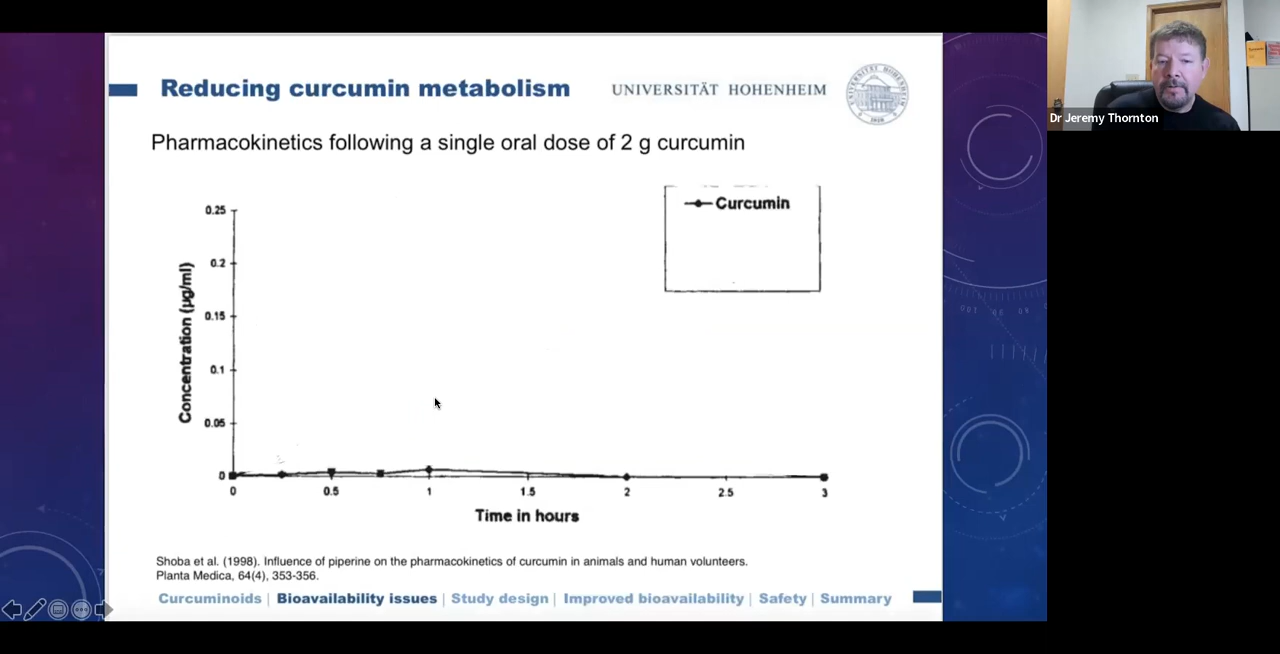 Reducing curcumin metabolism
UNIVERSITÄT HOHENHEIM
Dr Jeremy Thornton
Pharmacokinetics following a single oral dose of 2 g curcumin
Curcumin
Concentration (µg/ml)
0.25
0.2
0.15
0.1
0.05
0
0 0.5 1 1.5 2 2.5 3
Time in hours
Shoba et al. (1998). Influence of piperine on the pharmacokinetics of curcumin in animals and human volunteers.
Planta Medica, 64(4), 353-356.
Curcuminoids | Bioavailability issues | Study design | Improved bioavailability | Safety | Summary